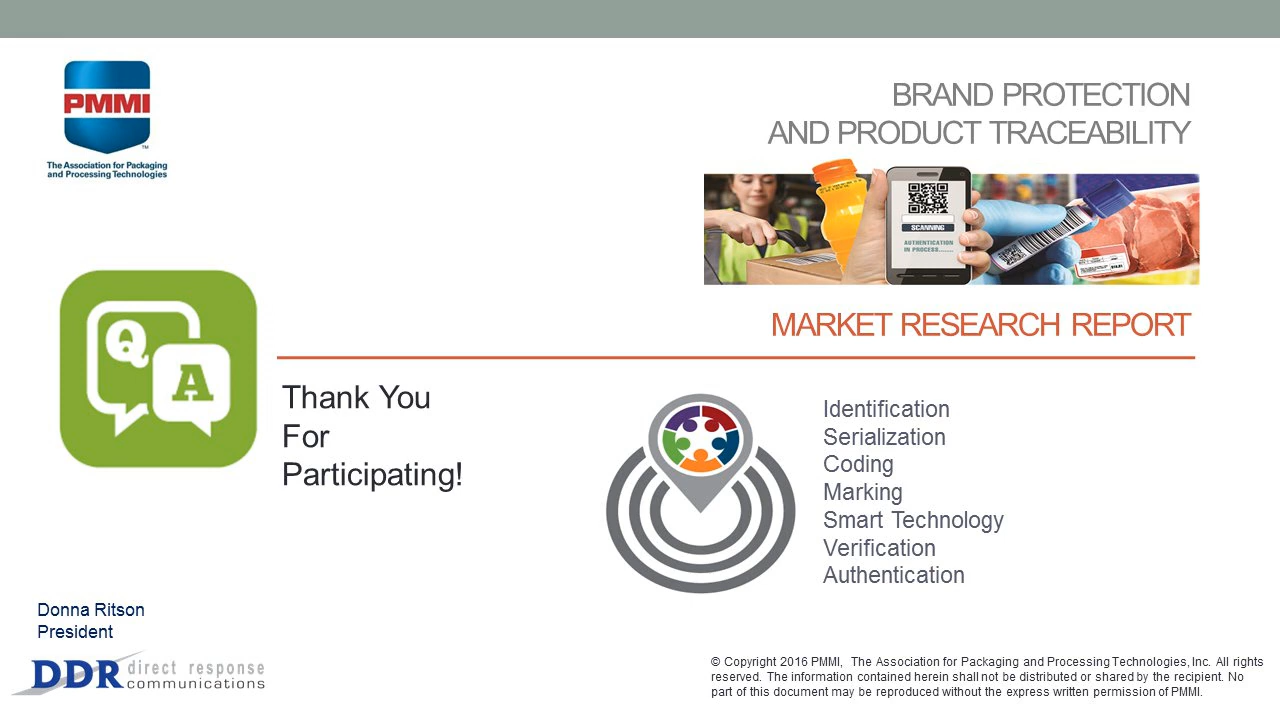 PMMI
TM
The Association for Packaging
and Processing Technologies
BRAND PROTECTION
AND PRODUCT TRACEABILITY
SCANNING
AUTHENTICATION
IN PROCESS.......
MARKET RESEARCH REPORT
Q
A
Thank You
For
Participating!
Identification
Serialization
Coding
Marking
Smart Technology
Verification
Authentication
Donna Ritson
President
DDR direct response
communications
© Copyright 2016 PMMI, The Association for Packaging and Processing Technologies, Inc. All rights
reserved. The information contained herein shall not be distributed or shared by the recipient. No
part of this document may be reproduced without the express written permission of PMMI.